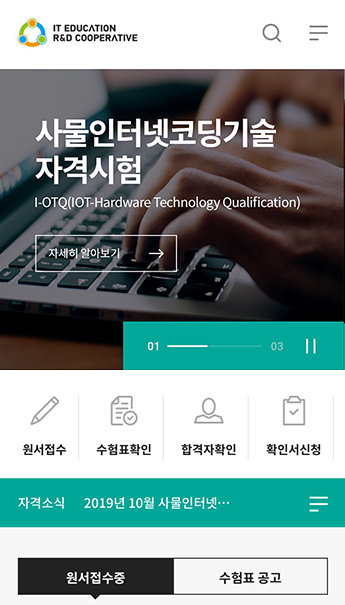 IT EDUCATION
R&D COOPERATIVE
사물인터넷코딩기술
자격시험
I-OTQ(IOT-Hardware Technology Qualification)
자세히 알아보기
01
03
원서접수
수험표확인
합격자확인
확인서신청
자격소식
2019년 10월 사물인터넷…
원서접수중
수험표 공고